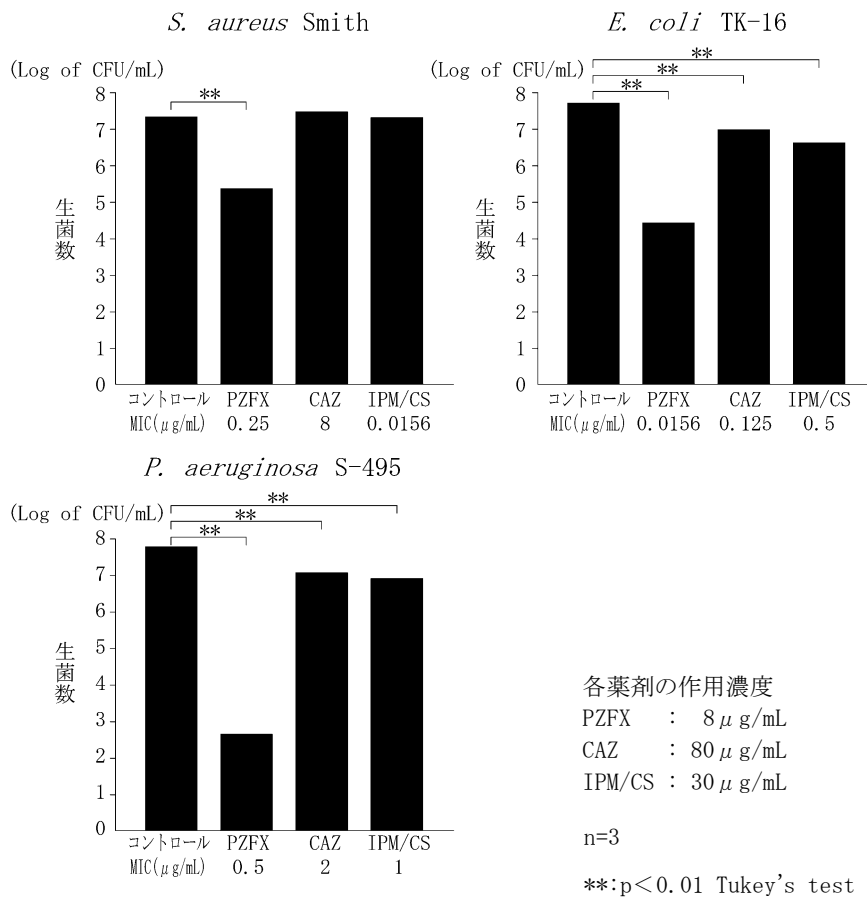 S. aureus Smith
(Log of CFU/mL)
**
8
7
6
5
4
3
2
1
0
生菌数
コントロール PZFX CAZ IPM/CS
MIC(μg/mL) 0.25 8 0.0156
E. coli TK-16
(Log of CFU/mL)
**
**
**
8
7
6
5
4
3
2
1
0
生菌数
コントロール PZFX CAZ IPM/CS
MIC(μg/mL) 0.0156 0.125 0.5
P. aeruginosa S-495
(Log of CFU/mL)
**
**
**
8
7
6
5
4
3
2
1
0
生菌数
コントロール PZFX CAZ IPM/CS
MIC(μg/mL) 0.5 2 1
各薬剤の作用濃度
PZFX : 8μg/mL
CAZ : 80μg/mL
IPM/CS : 30μg/mL
n=3
**:p<0.01 Tukey's test